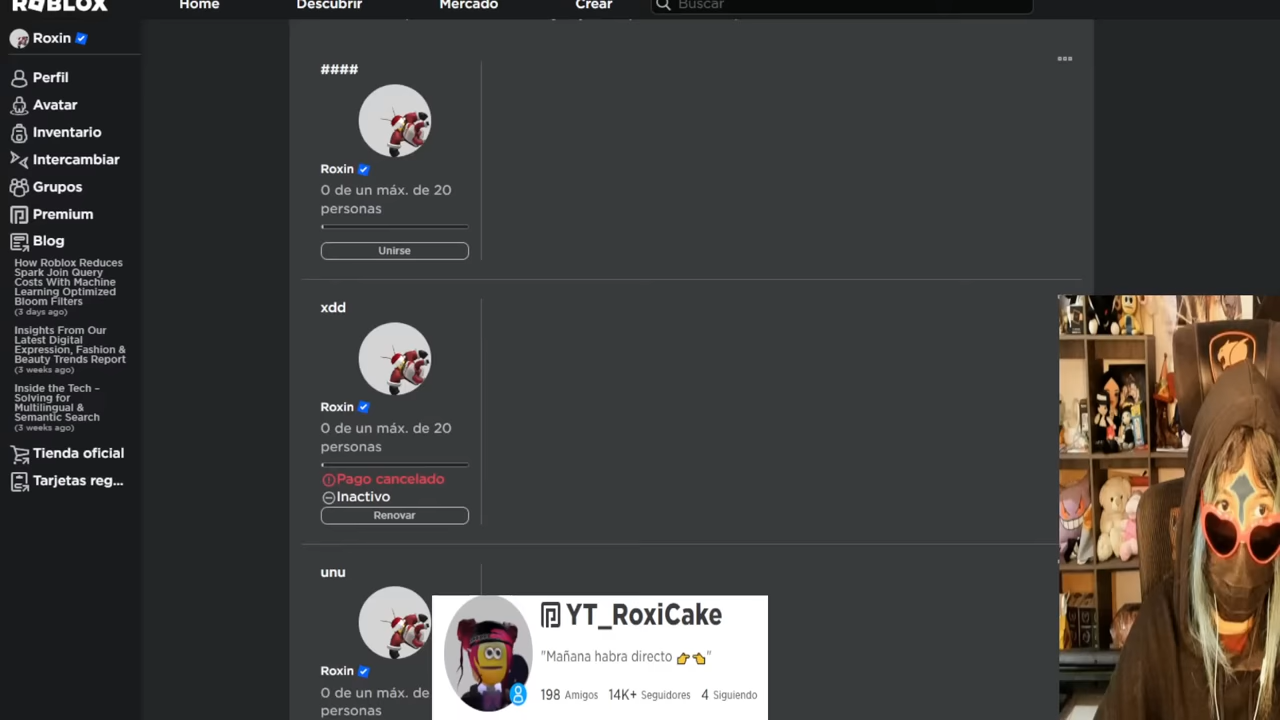 ROBLOX
Home
Descubrir
Mercado
Crear
Buscar
Roxin
Perfil
Avatar
Inventario
Intercambiar
Grupos
Premium
Blog
How Roblox Reduces
Spark Join Query
Costs With Machine
Learning Optimized
Bloom Filters
(3 days ago)
Insights From Our
Latest Digital
Expression, Fashion &
Beauty Trends Report
(3 weeks ago)
Inside the Tech –
Solving for
Multilingual &
Semantic Search
(3 weeks ago)
Tienda oficial
Tarjetas reg...
####
Roxin
0 de un máx. de 20
personas
Unirse
xdd
Roxin
0 de un máx. de 20
personas
Pago cancelado
Inactivo
Renovar
unu
Roxin
0 de un máx. de
personas
YT_RoxiCake
"Mañana habra directo 👉👈"
198 Amigos 14K+ Seguidores 4 Siguiendo